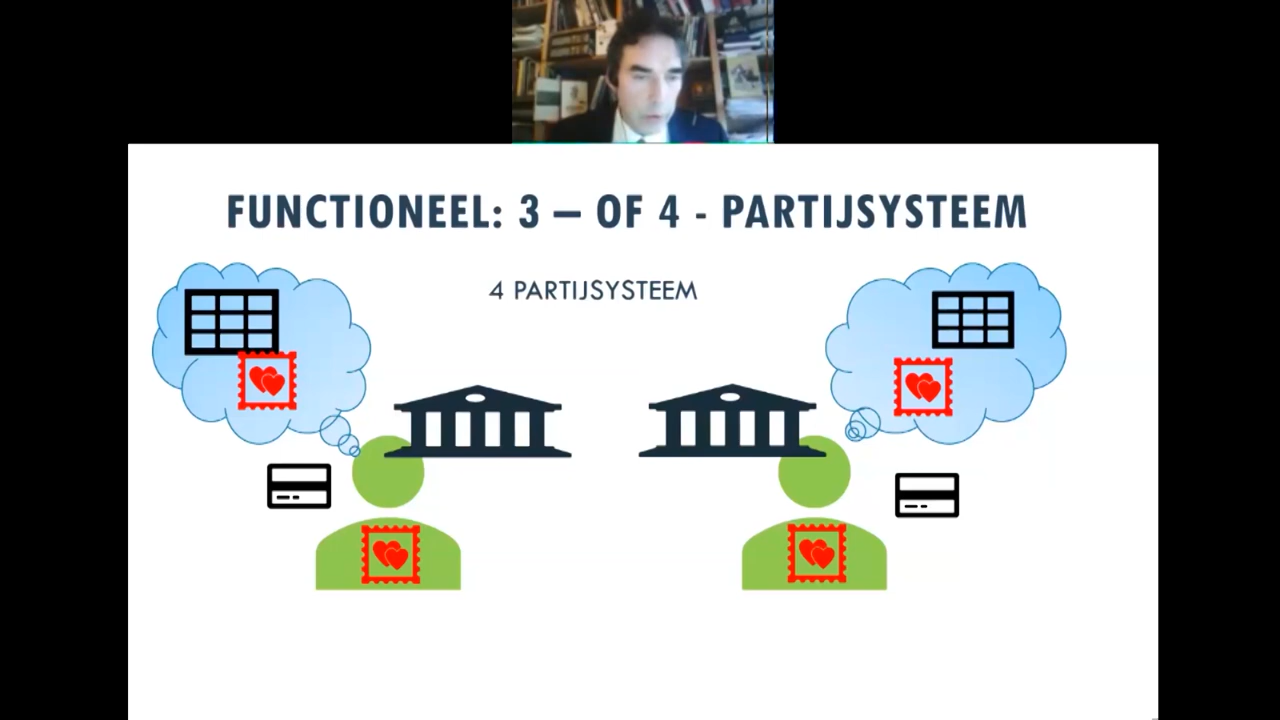 FUNCTIONEEL: 3 – OF 4 - PARTIJSYSTEEM
4 PARTIJSYSTEEM